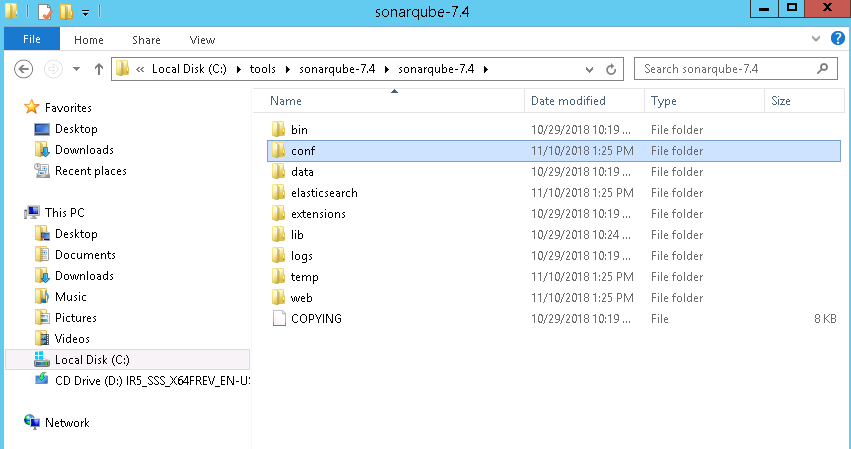 sonarqube-7.4
File Home Share View
« Local Disk (C:) tools sonarqube-7.4 sonarqube-7.4 Search sonarqube-7.4
Name Date modified Type Size
Favorites
Desktop
Downloads
Recent places
This PC
Desktop
Documents
Downloads
Music
Pictures
Videos
Local Disk (C:)
CD Drive (D:) IR5_SSS_X64FREV_EN-US
Network
bin 10/29/2018 10:19 ... File folder
conf 11/10/2018 1:25 PM File folder
data 10/29/2018 10:19 ... File folder
elasticsearch 11/10/2018 1:25 PM File folder
extensions 10/29/2018 10:19 ... File folder
lib 10/29/2018 10:24 ... File folder
logs 10/29/2018 10:19 ... File folder
temp 11/10/2018 1:25 PM File folder
web 11/10/2018 1:25 PM File folder
COPYING 10/29/2018 10:19 ... File 8 KB